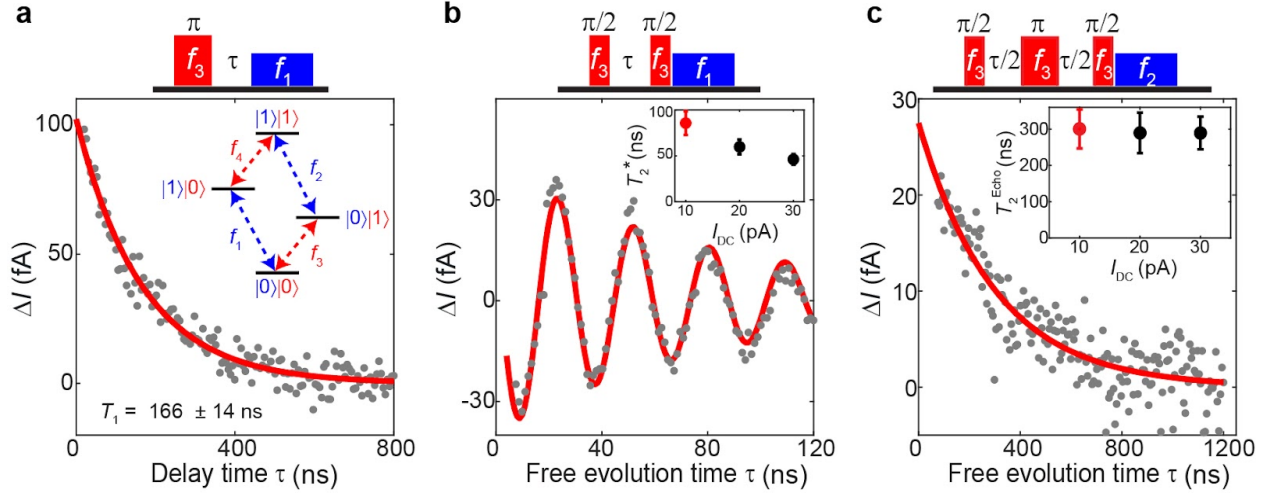 a
π
f3 τ f1
ΔI (fA)
100
50
0
0 400 800
Delay time τ (ns)
T1 = 166 ± 14 ns
|1⟩|1⟩
f4 f2
|1⟩|0⟩
|0⟩|1⟩
f1 f3
|0⟩|0⟩
b
π/2 π/2
f3 τ f3 f1
ΔI (fA)
30
0
-30
0 40 80 120
Free evolution time τ (ns)
T2* (ns)
100
50
0
10 20 30
IDC (pA)
c
π/2 π π/2
f3 τ/2 f3 τ/2 f3 f2
ΔI (fA)
30
20
10
0
0 400 800 1200
Free evolution time τ (ns)
T2Echo (ns)
300
200
100
0
10 20 30
IDC (pA)